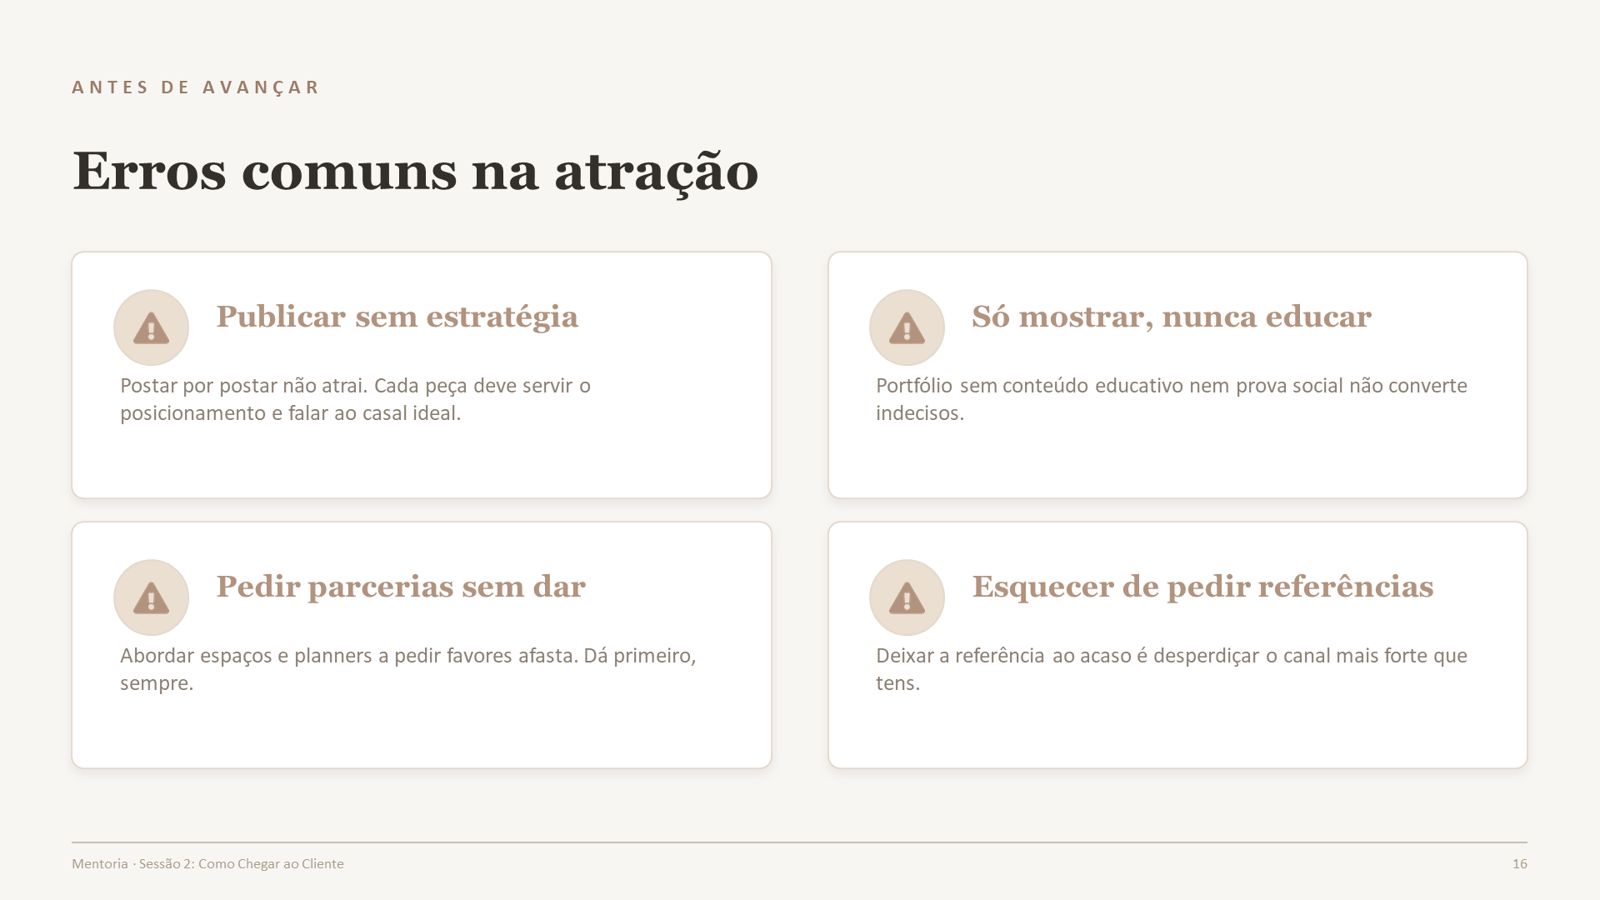 ANTES DE AVANÇAR
Erros comuns na atração
Publicar sem estratégia
Postar por postar não atrai. Cada peça deve servir o
posicionamento e falar ao casal ideal.
Só mostrar, nunca educar
Portfólio sem conteúdo educativo nem prova social não converte
indecisos.
Pedir parcerias sem dar
Abordar espaços e planners a pedir favores afasta. Dá primeiro,
sempre.
Esquecer de pedir referências
Deixar a referência ao acaso é desperdiçar o canal mais forte que
tens.
Mentoria · Sessão 2: Como Chegar ao Cliente
16